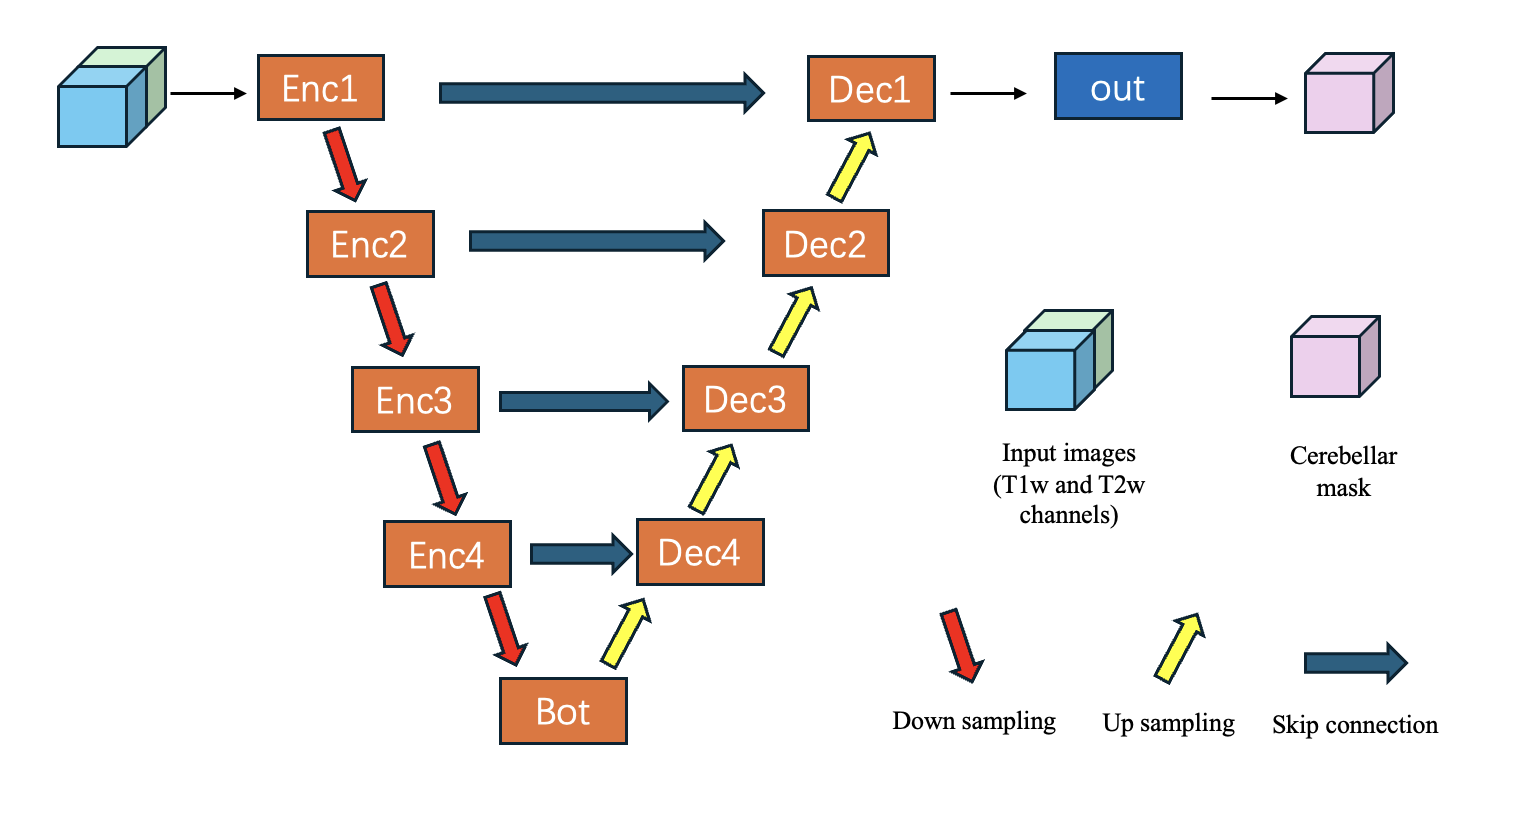 Enc1
Dec1
out
Enc2
Dec2
Enc3
Dec3
Input images
(T1w and T2w
channels)
Cerebellar
mask
Enc4
Dec4
Bot
Down sampling
Up sampling
Skip connection